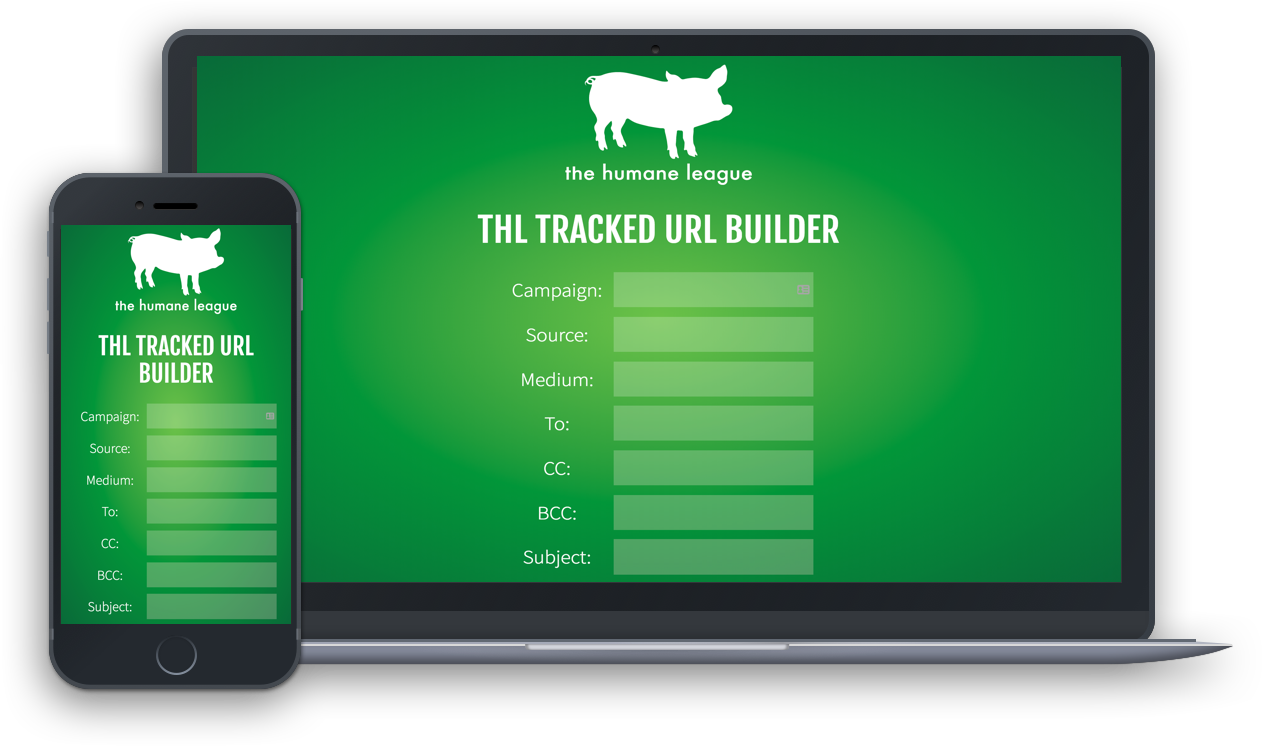 the humane league
THL TRACKED URL BUILDER
Campaign:
Source:
Medium:
To:
CC:
BCC:
Subject:
the humane league
THL TRACKED URL
BUILDER
Campaign:
Source:
Medium:
To:
CC:
BCC:
Subject: